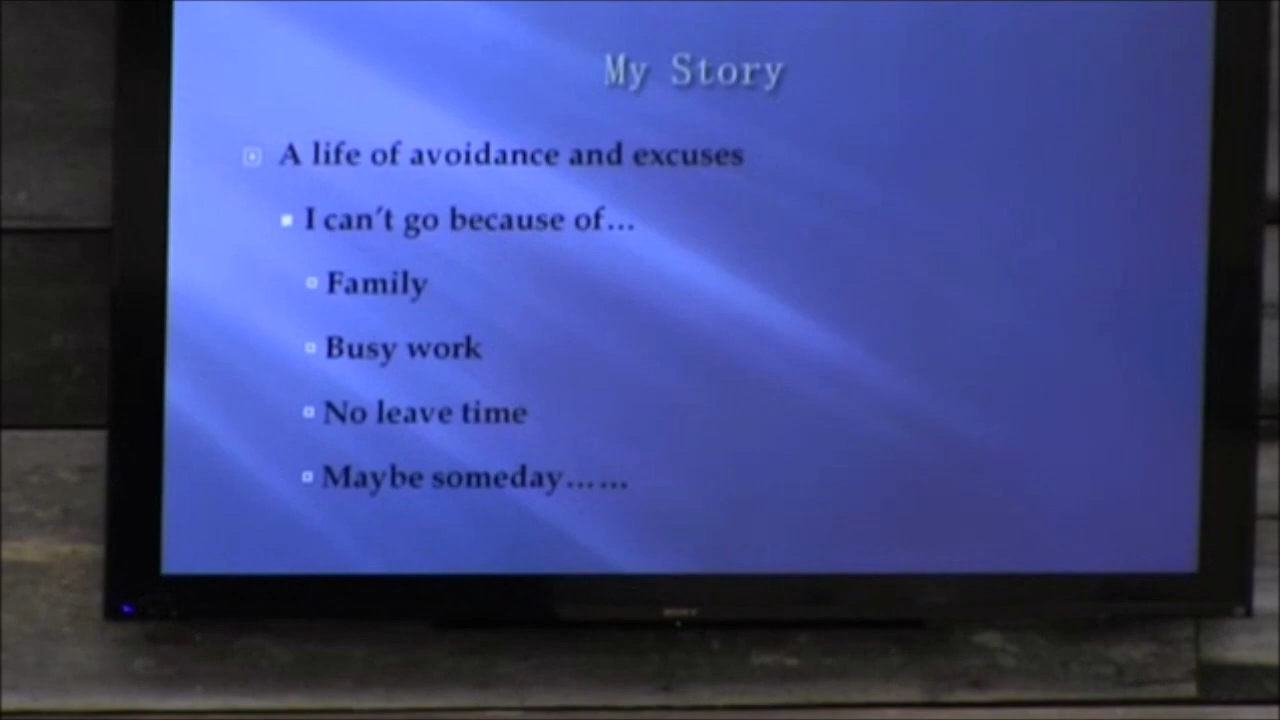 My Story
A life of avoidance and excuses
I can't go because of...
Family
Busy work
No leave time
Maybe someday......
SONY